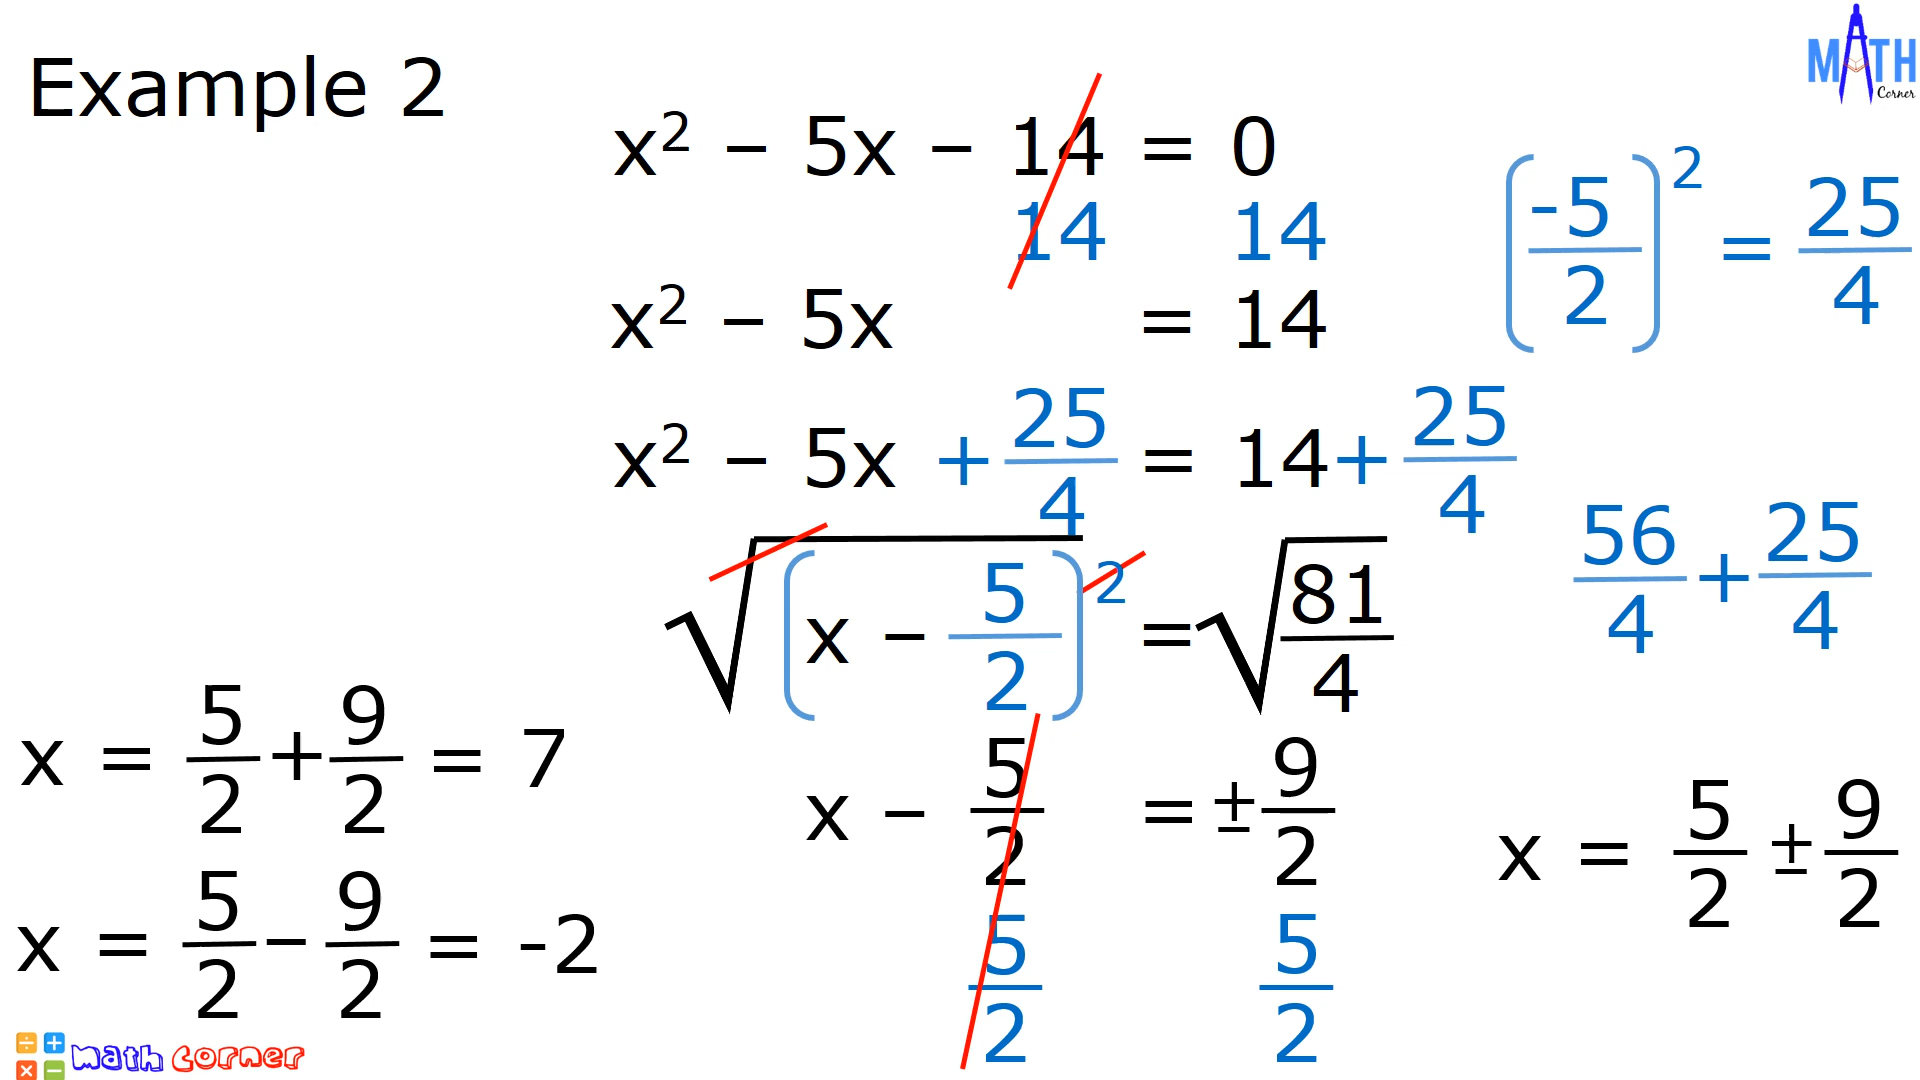 Example 2
MATH
Corner
x² − 5x − 14 = 0
14 14
(-5/2)² = 25/4
x² − 5x = 14
x² − 5x + 25/4 = 14 + 25/4
56/4 + 25/4
√(x − 5/2)² = √81/4
x − 5/2 = ± 9/2
5/2 5/2
x = 5/2 ± 9/2
x = 5/2 + 9/2 = 7
x = 5/2 − 9/2 = -2
÷ + × −
math corner